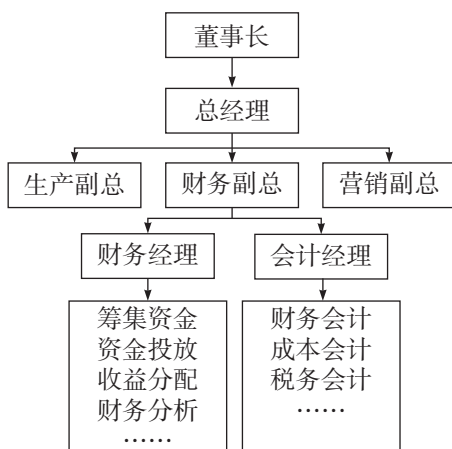 董事长
总经理
生产副总
财务副总
营销副总
财务经理
会计经理
筹集资金
资金投放
收益分配
财务分析
……
财务会计
成本会计
税务会计
……